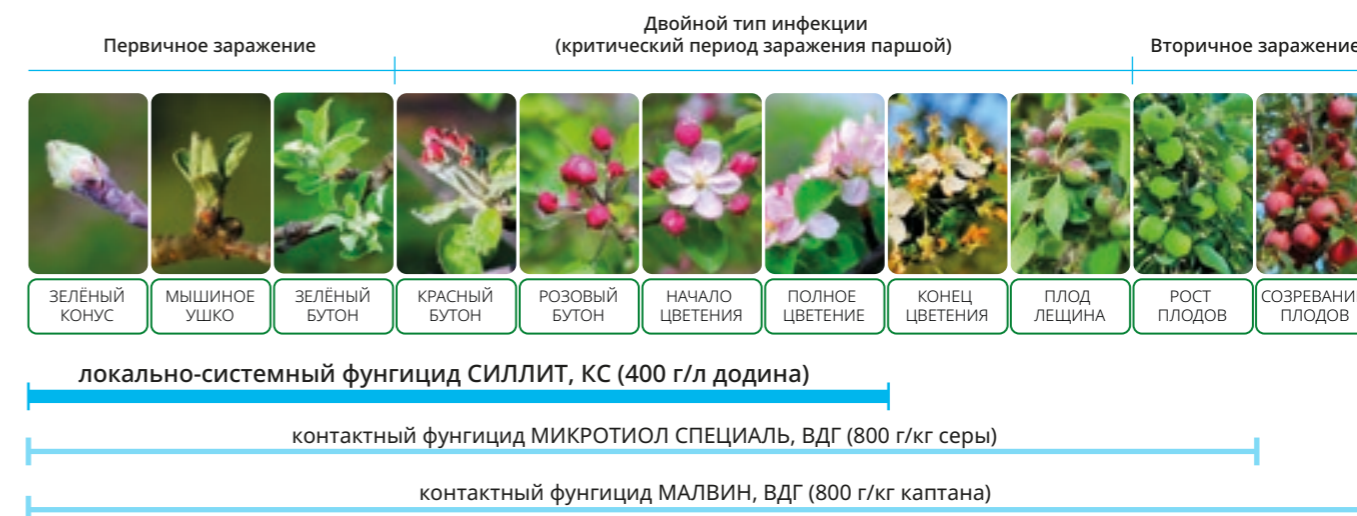 Двойной тип инфекции
Первичное заражение
(критический период заражения паршой)
Вторичное заражение
ЗЕЛЁНЫЙ
КОНУС
МЫШИНОЕ
УШКО
ЗЕЛЁНЫЙ
БУТОН
КРАСНЫЙ
БУТОН
РОЗОВЫЙ
БУТОН
НАЧАЛО
ЦВЕТЕНИЯ
ПОЛНОЕ
ЦВЕТЕНИЕ
КОНЕЦ
ЦВЕТЕНИЯ
ПЛОД
ЛЕЩИНА
РОСТ
ПЛОДОВ
СОЗРЕВАНИ
ПЛОДОВ
локально-системный фунгицид СИЛЛИТ, КС (400 г/л додина)
контактный фунгицид МИКРОТИОЛ СПЕЦИАЛЬ, ВДГ (800 г/кг серы)
контактный фунгицид МАЛВИН, ВДГ (800 г/кг каптана)